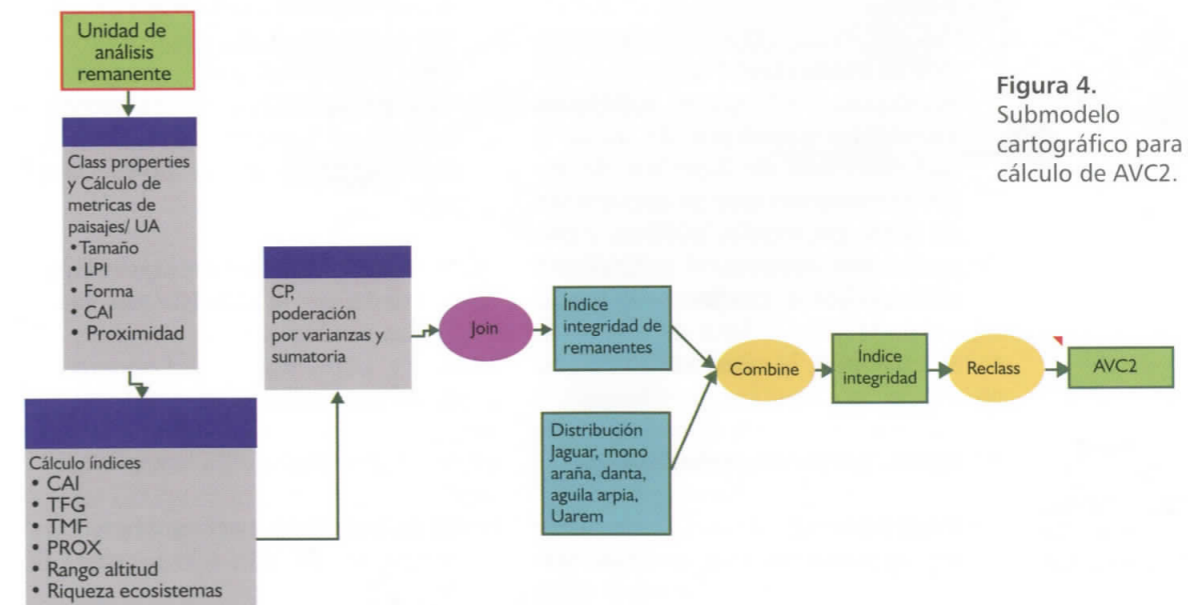 Unidad de
análisis
remanente
Class properties
y Cálculo de
metricas de
paisajes/ UA
• Tamaño
• LPI
• Forma
• CAI
• Proximidad
Cálculo índices
• CAI
• TFG
• TMF
• PROX
• Rango altitud
• Riqueza ecosistemas
CP,
poderación
por varianzas y
sumatoria
Join
Índice
integridad de
remanentes
Distribución
Jaguar, mono
araña, danta,
aguila arpia,
Uarem
Combine
Índice
integridad
Reclass
AVC2
Figura 4.
Submodelo
cartográfico para
cálculo de AVC2.